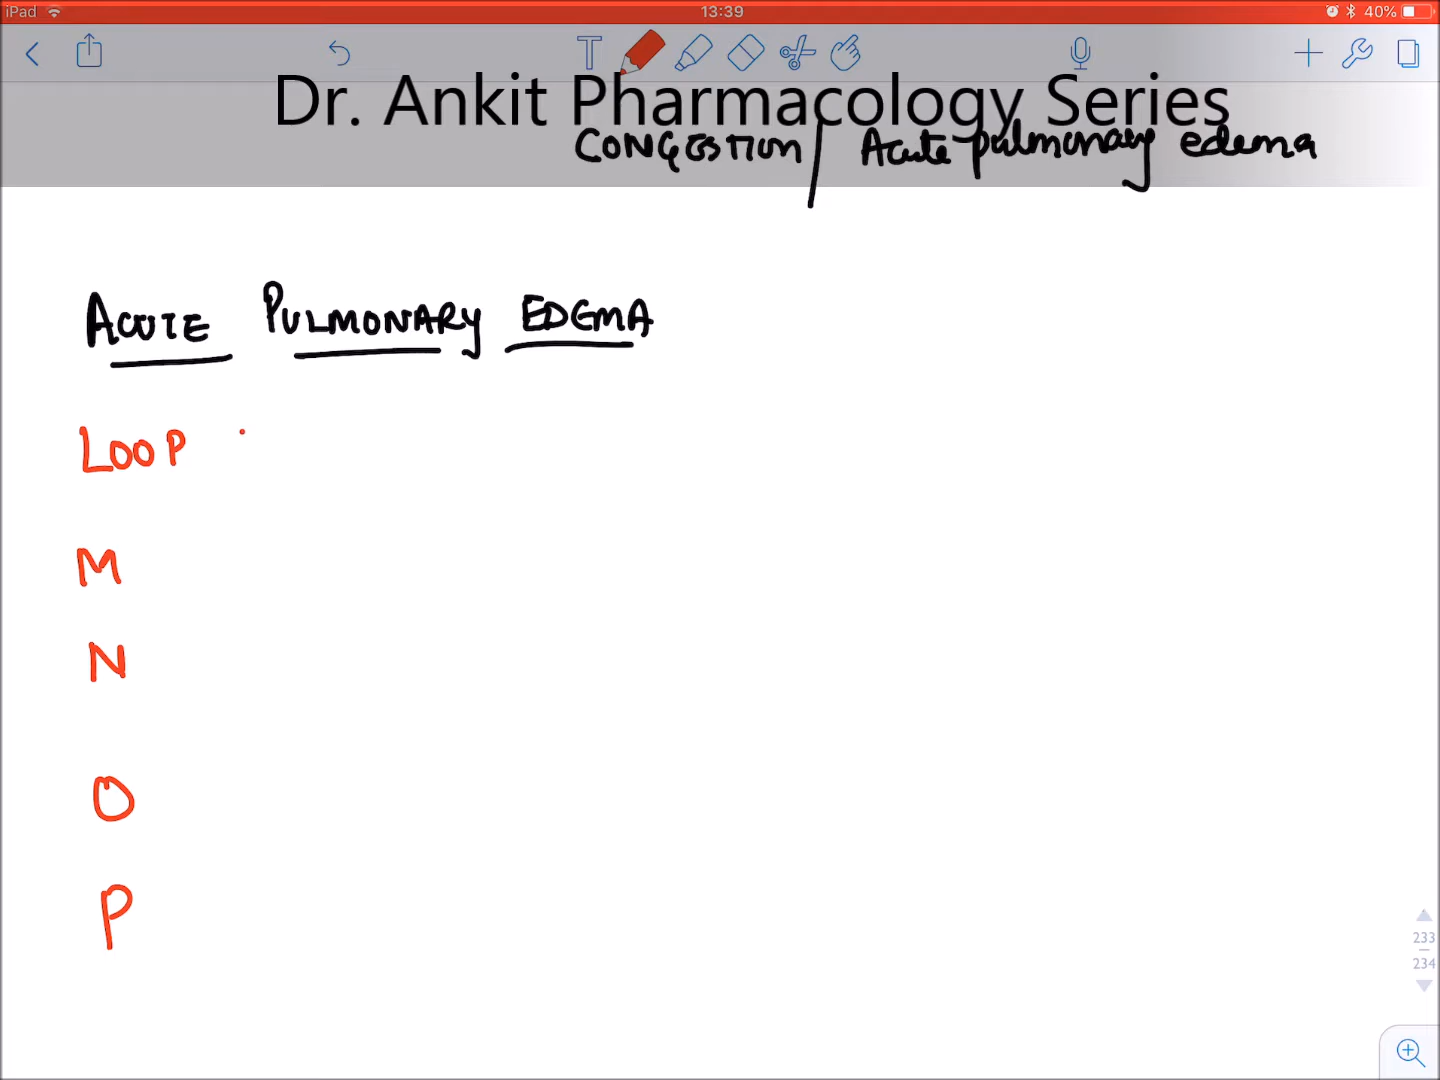 iPad 13:39 40%
Dr. Ankit Pharmacology Series
CONGESTION / Acute pulmonary edema
ACUTE PULMONARY EDEMA
LOOP
M
N
O
P
233
234